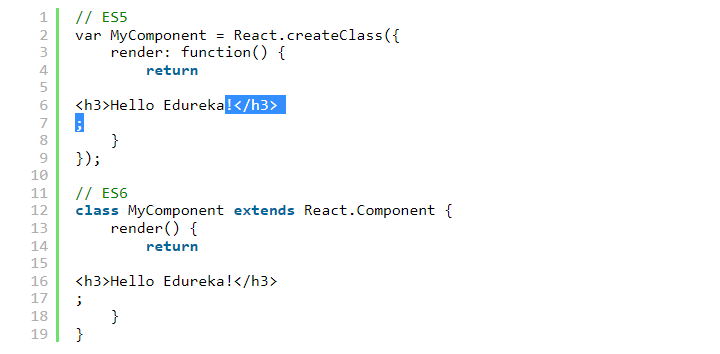 1 // ES5
2 var MyComponent = React.createClass({
3     render: function() {
4         return
5
6 <h3>Hello Edureka!</h3>
7 ;
8     }
9 });
10
11 // ES6
12 class MyComponent extends React.Component {
13     render() {
14         return
15
16 <h3>Hello Edureka!</h3>
17 ;
18     }
19 }